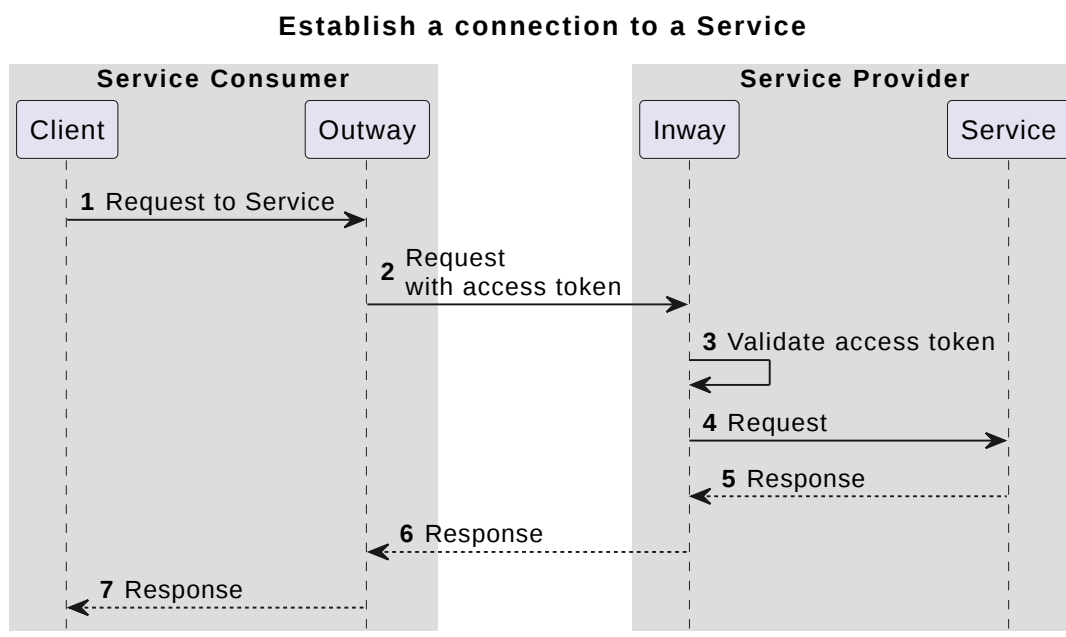 Establish a connection to a Service
Service Consumer
Service Provider
Client
Outway
Inway
Service
1 Request to Service
2 Request
with access token
3 Validate access token
4 Request
5 Response
6 Response
7 Response